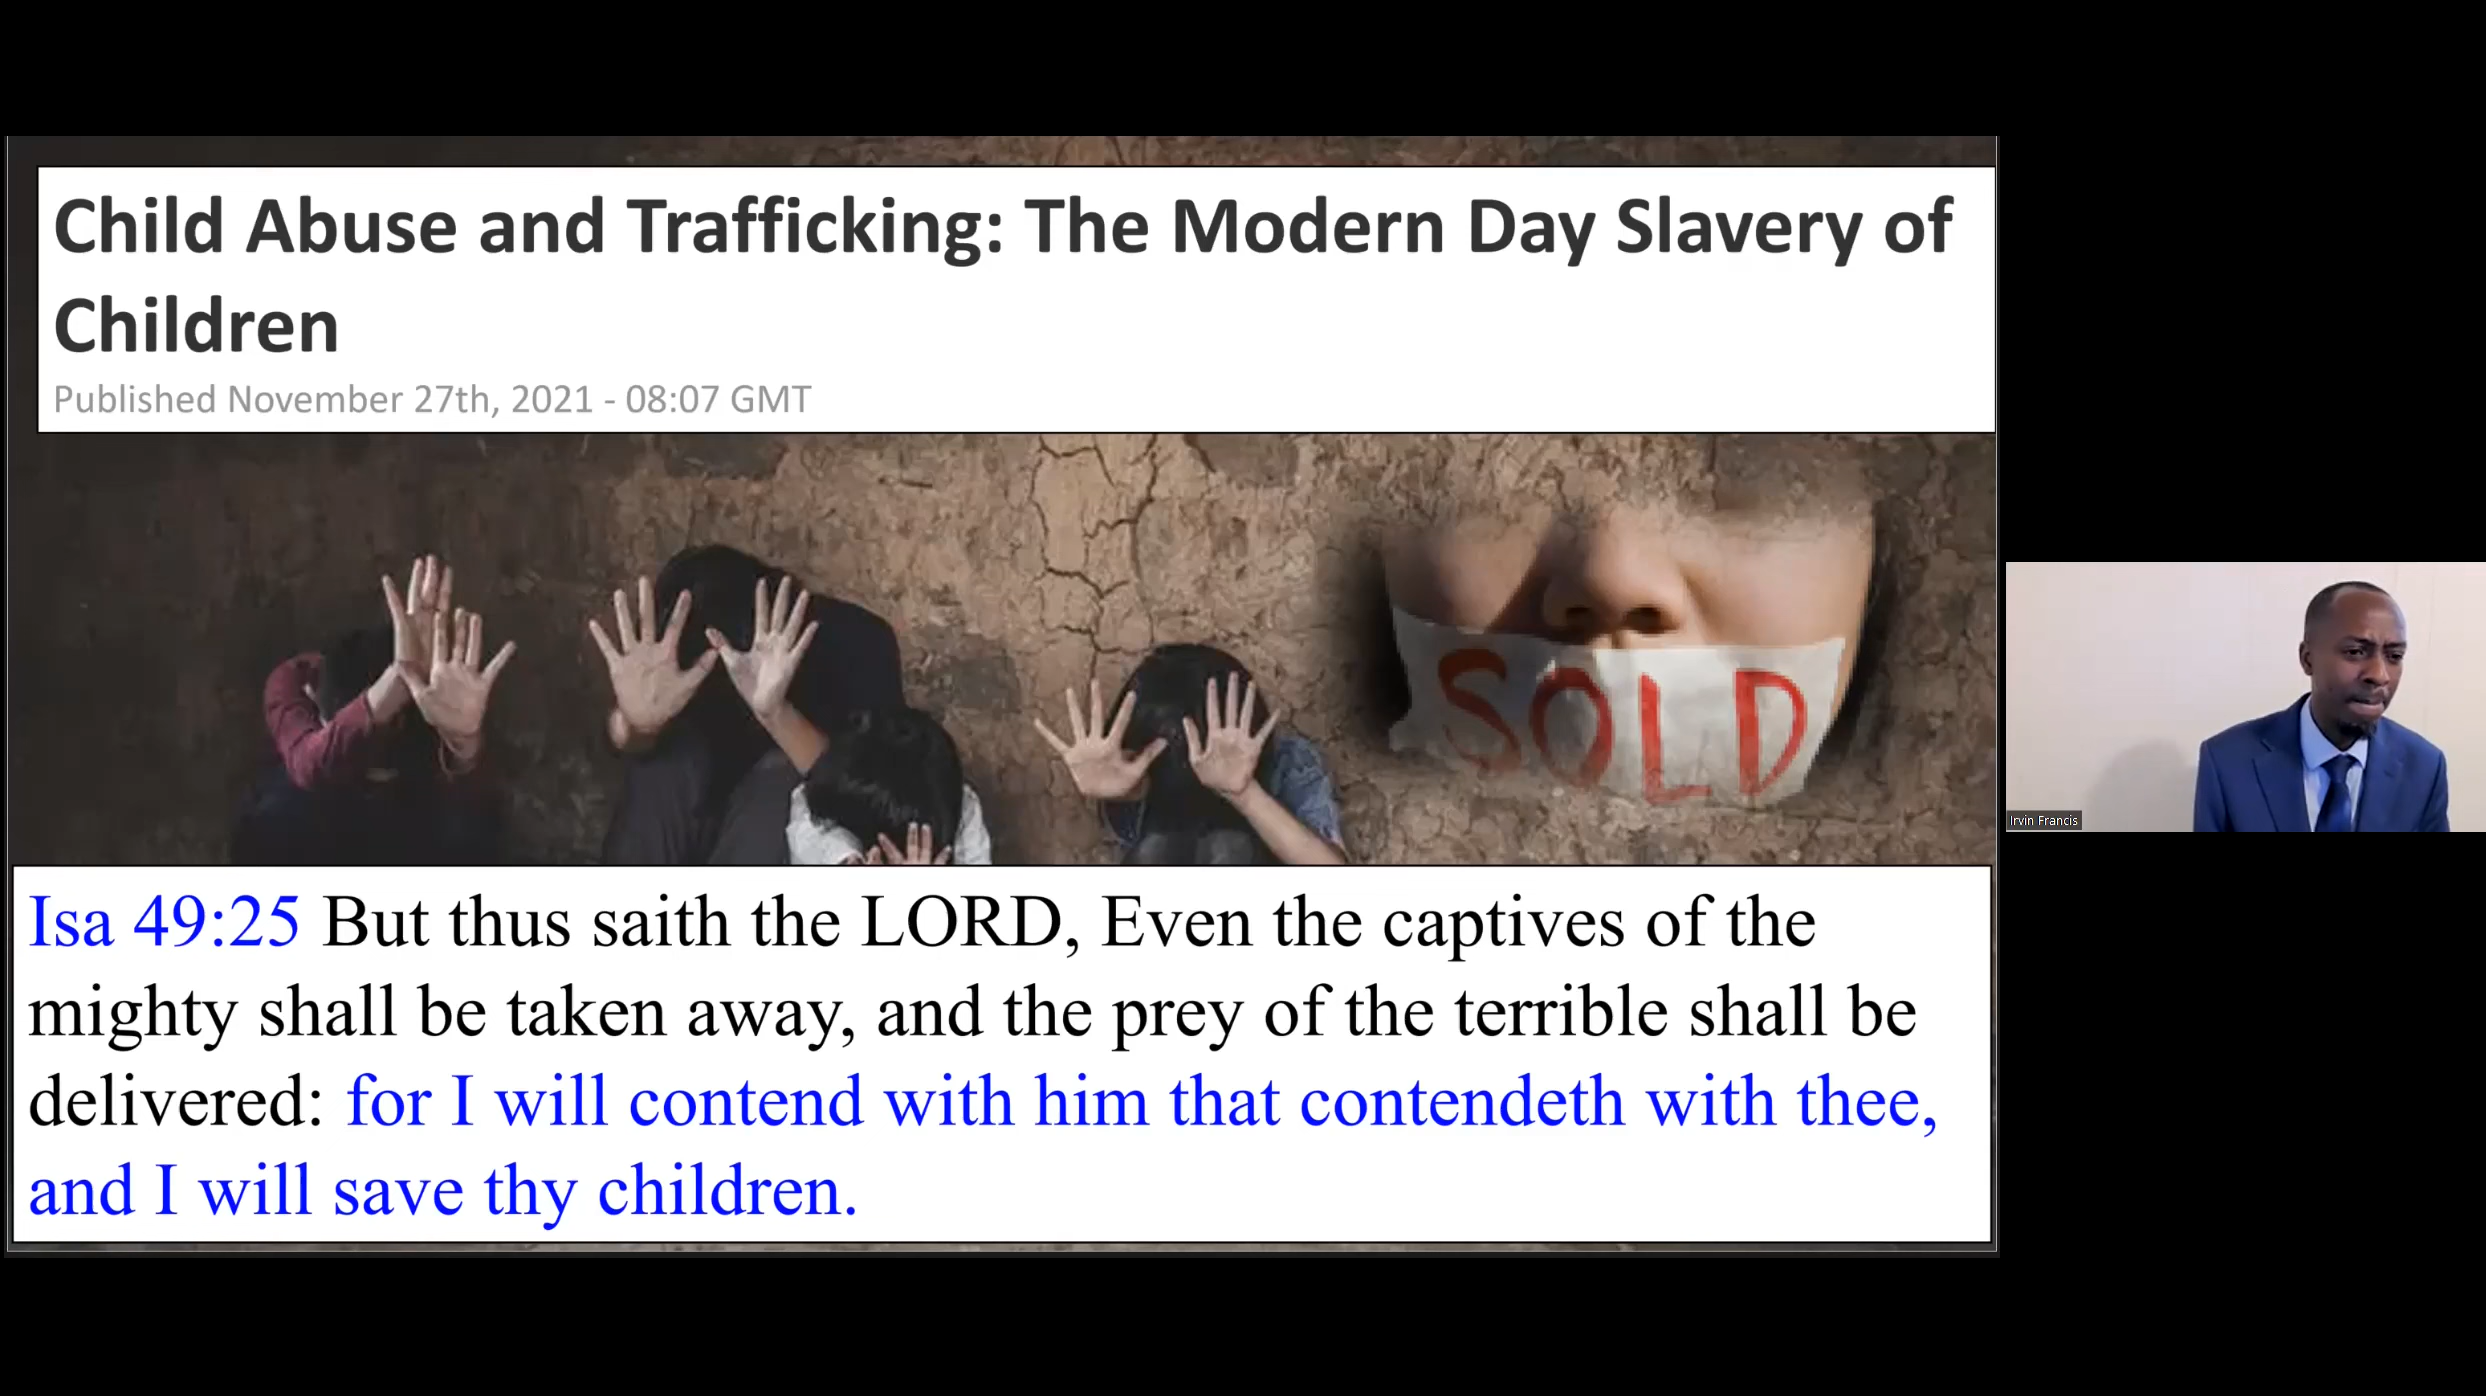 Child Abuse and Trafficking: The Modern Day Slavery of
Children
Published November 27th, 2021 - 08:07 GMT
SOLD
Irvin Francis
Isa 49:25 But thus saith the LORD, Even the captives of the
mighty shall be taken away, and the prey of the terrible shall be
delivered: for I will contend with him that contendeth with thee,
and I will save thy children.